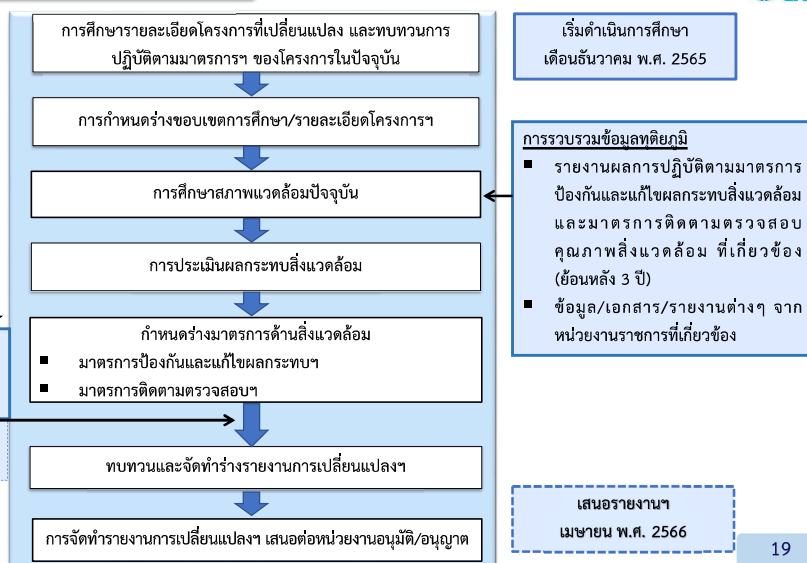 การศึกษารายละเอียดโครงการที่เปลี่ยนแปลง และทบทวนการ
ปฏิบัติตามมาตรการฯ ของโครงการในปัจจุบัน
เริ่มดำเนินการศึกษา
เดือนธันวาคม พ.ศ. 2565
การกำหนดร่างขอบเขตการศึกษา/รายละเอียดโครงการฯ
การศึกษาสภาพแวดล้อมปัจจุบัน
การรวบรวมข้อมูลทุติยภูมิ
▪ รายงานผลการปฏิบัติตามมาตรการ
ป้องกันและแก้ไขผลกระทบสิ่งแวดล้อม
และมาตรการติดตามตรวจสอบ
คุณภาพสิ่งแวดล้อม ที่เกี่ยวข้อง
(ย้อนหลัง 3 ปี)
▪ ข้อมูล/เอกสาร/รายงานต่างๆ จาก
หน่วยงานราชการที่เกี่ยวข้อง
การประเมินผลกระทบสิ่งแวดล้อม
กำหนดร่างมาตรการด้านสิ่งแวดล้อม
▪ มาตรการป้องกันและแก้ไขผลกระทบฯ
▪ มาตรการติดตามตรวจสอบฯ
ทบทวนและจัดทำร่างรายงานการเปลี่ยนแปลงฯ
การจัดทำรายงานการเปลี่ยนแปลงฯ เสนอต่อหน่วยงานอนุมัติ/อนุญาต
เสนอรายงานฯ
เมษายน พ.ศ. 2566
19